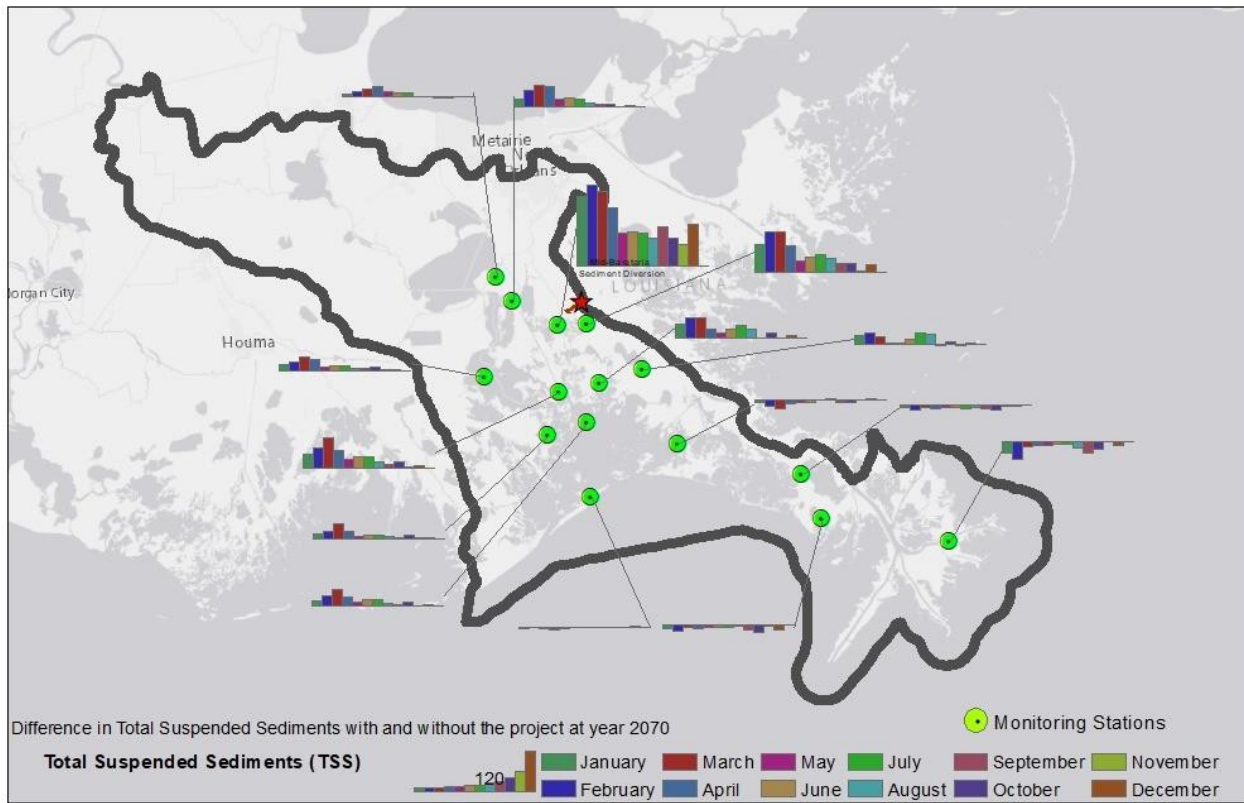 Metairie
N
Orleans
Mid-Barataria
Sediment Diversion
LOUISIANA
Morgan City
Houma
Difference in Total Suspended Sediments with and without the project at year 2070
Monitoring Stations
Total Suspended Sediments (TSS)
120
January
March
May
July
September
November
February
April
June
August
October
December